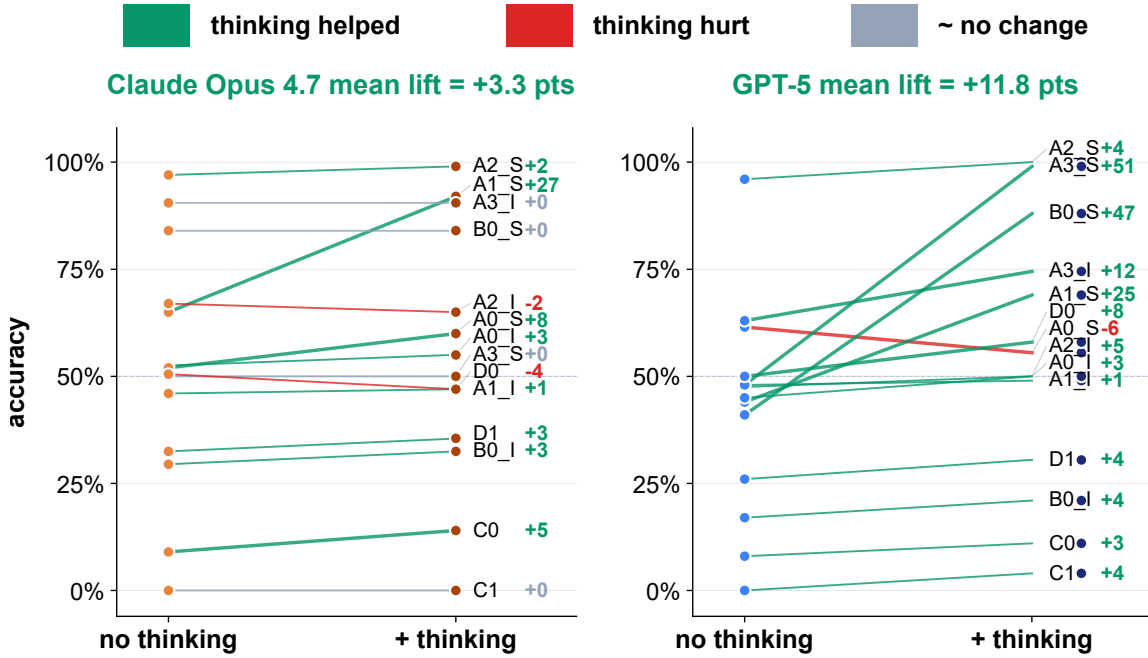 thinking helped
thinking hurt
~ no change
Claude Opus 4.7 mean lift = +3.3 pts
GPT-5 mean lift = +11.8 pts
accuracy
100%
75%
50%
25%
0%
A2_S +2
A1_S +27
A3_I +0
B0_S +0
A2_I -2
A0_S +8
A0_I +3
A3_S +0
D0 -4
A1_I +1
D1 +3
B0_I +3
C0 +5
C1 +0
no thinking
+ thinking
100%
75%
50%
25%
0%
A2_S +4
A3_S +51
B0_S +47
A3_I +12
A1_S +25
D0 +8
A0_S -6
A2_I +5
A0_I +3
A1_I +1
D1 +4
B0_I +4
C0 +3
C1 +4
no thinking
+ thinking